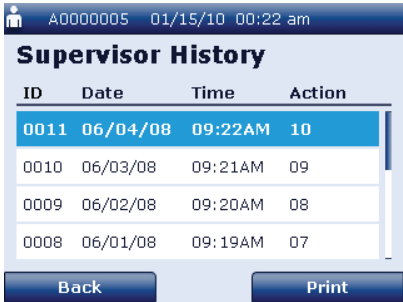 A0000005 01/15/10 00:22 am
Supervisor History
ID Date Time Action
0011 06/04/08 09:22AM 10
0010 06/03/08 09:21AM 09
0009 06/02/08 09:20AM 08
0008 06/01/08 09:19AM 07
Back Print